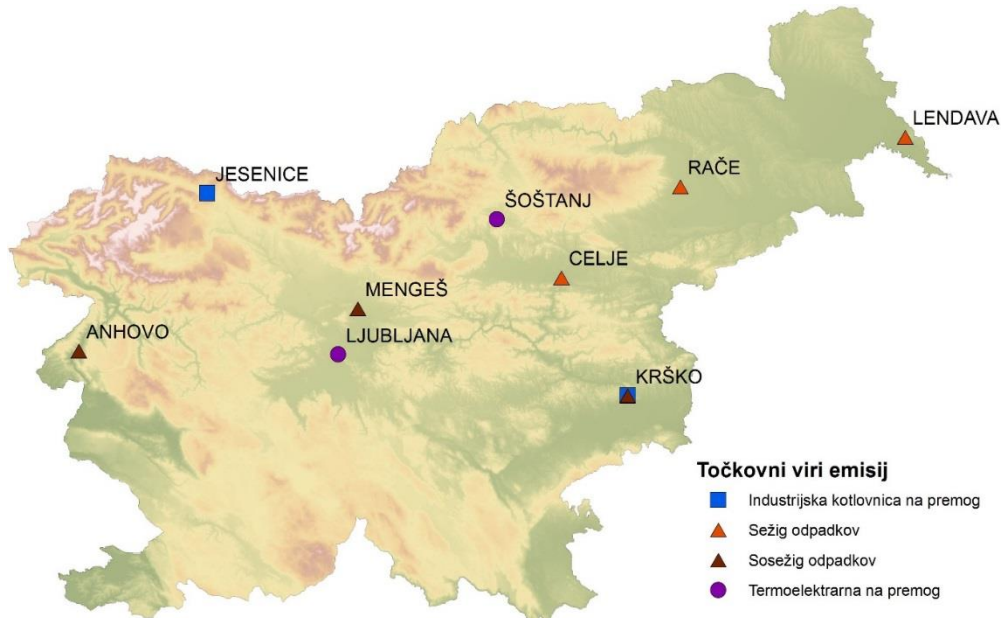 LENDAVA
RAČE
JESENICE
ŠOŠTANJ
CELJE
MENGEŠ
ANHOVO
LJUBLJANA
KRŠKO
Točkovni viri emisij
Industrijska kotlovnica na premog
Sežig odpadkov
Sosežig odpadkov
Termoelektrarna na premog